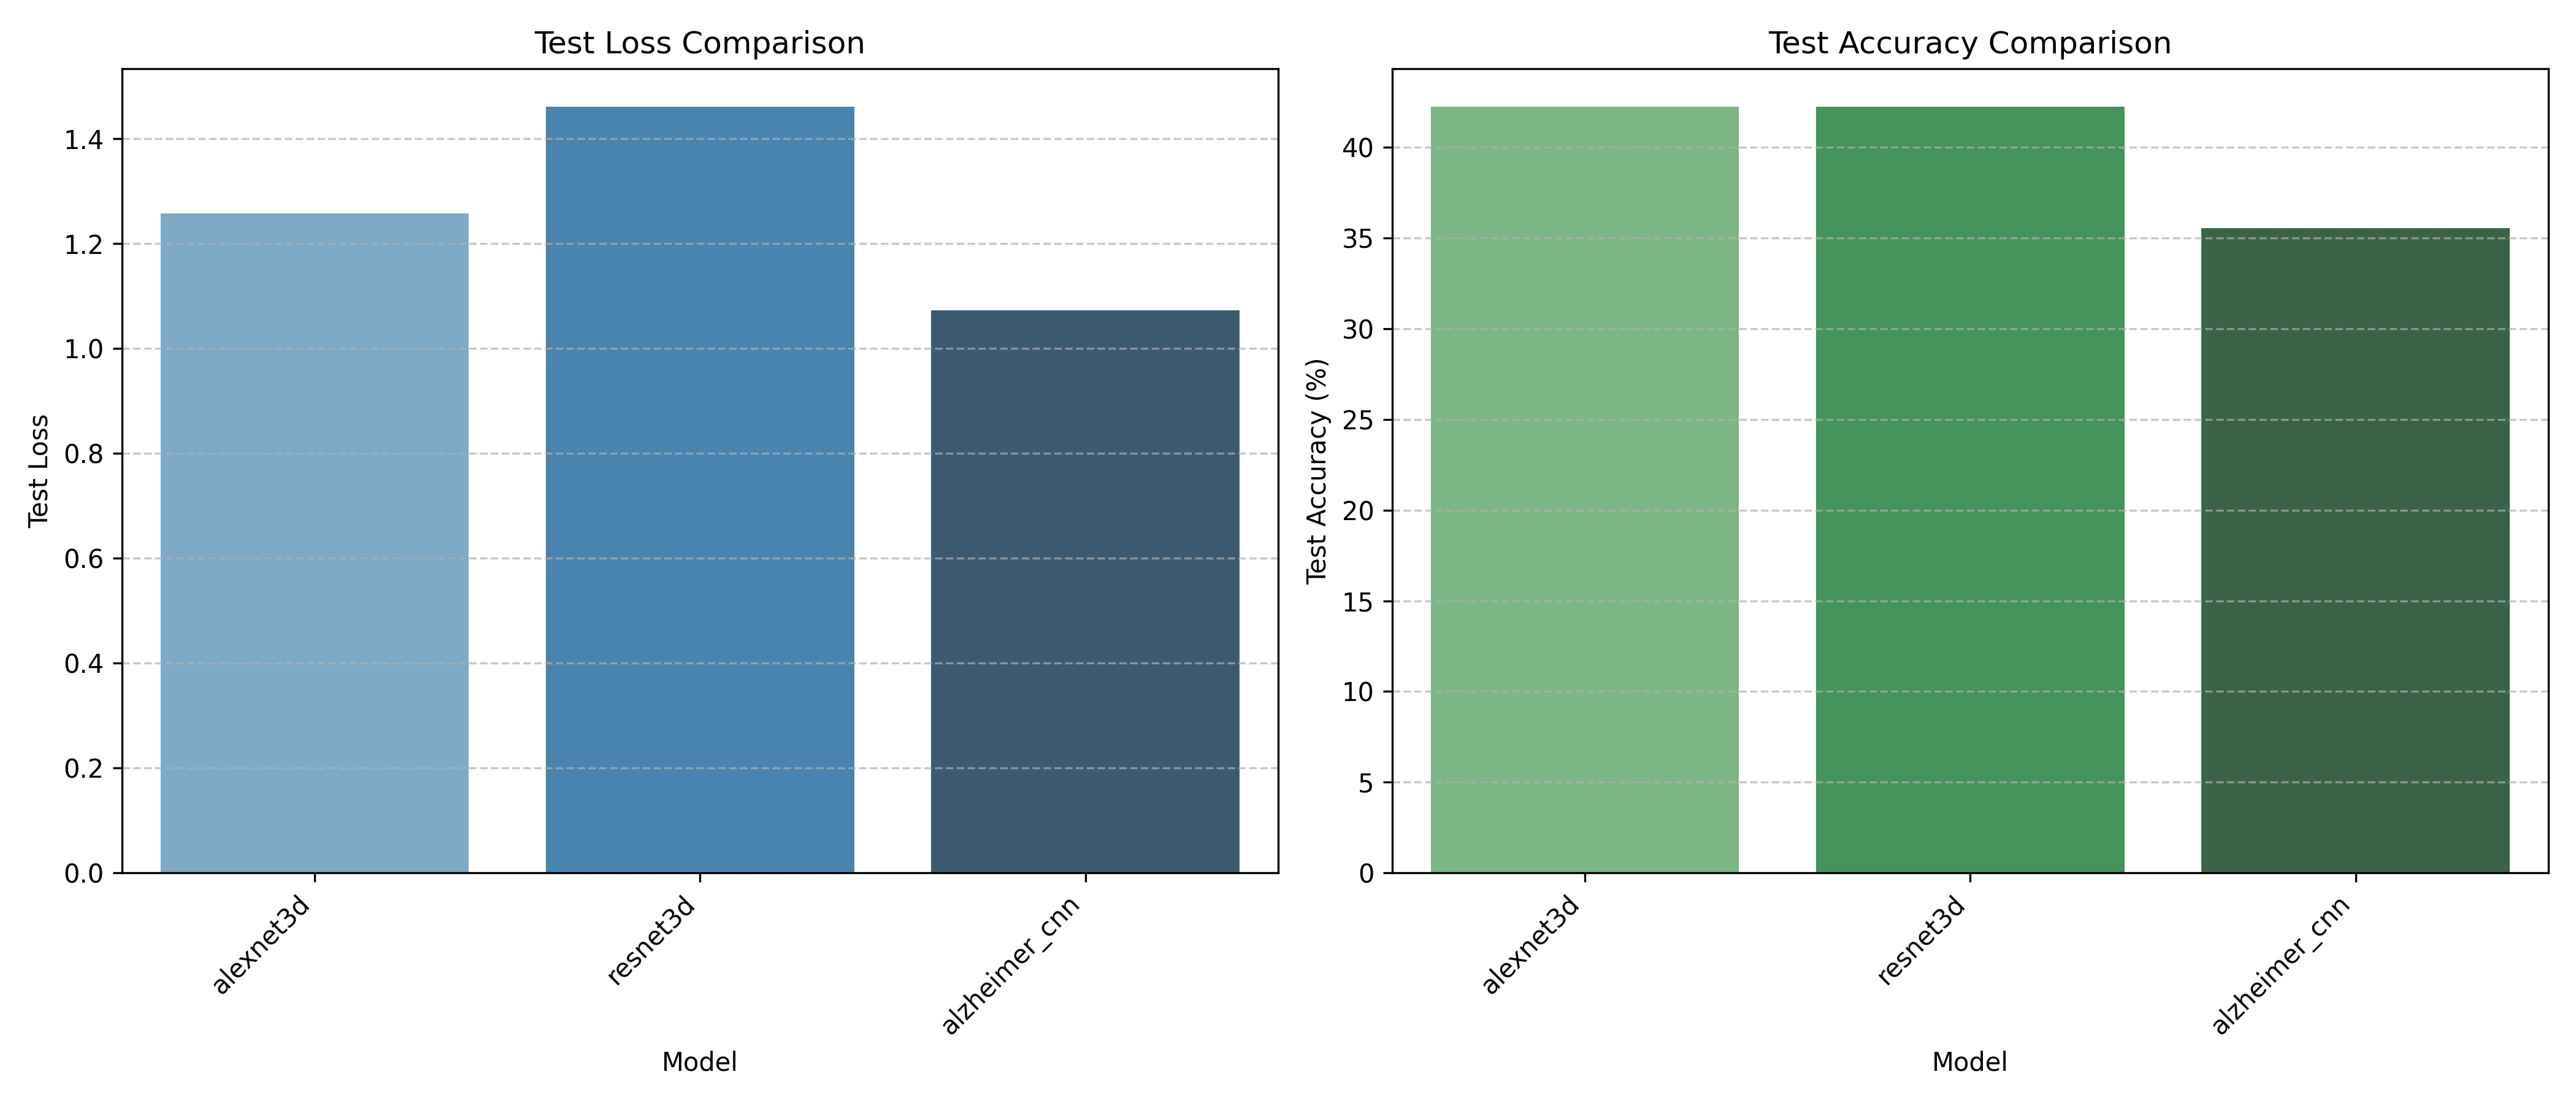 Test Loss Comparison
Test Loss
1.4
1.2
1.0
0.8
0.6
0.4
0.2
0.0
alexnet3d
resnet3d
alzheimer_cnn
Model
Test Accuracy Comparison
Test Accuracy (%)
40
35
30
25
20
15
10
5
0
alexnet3d
resnet3d
alzheimer_cnn
Model